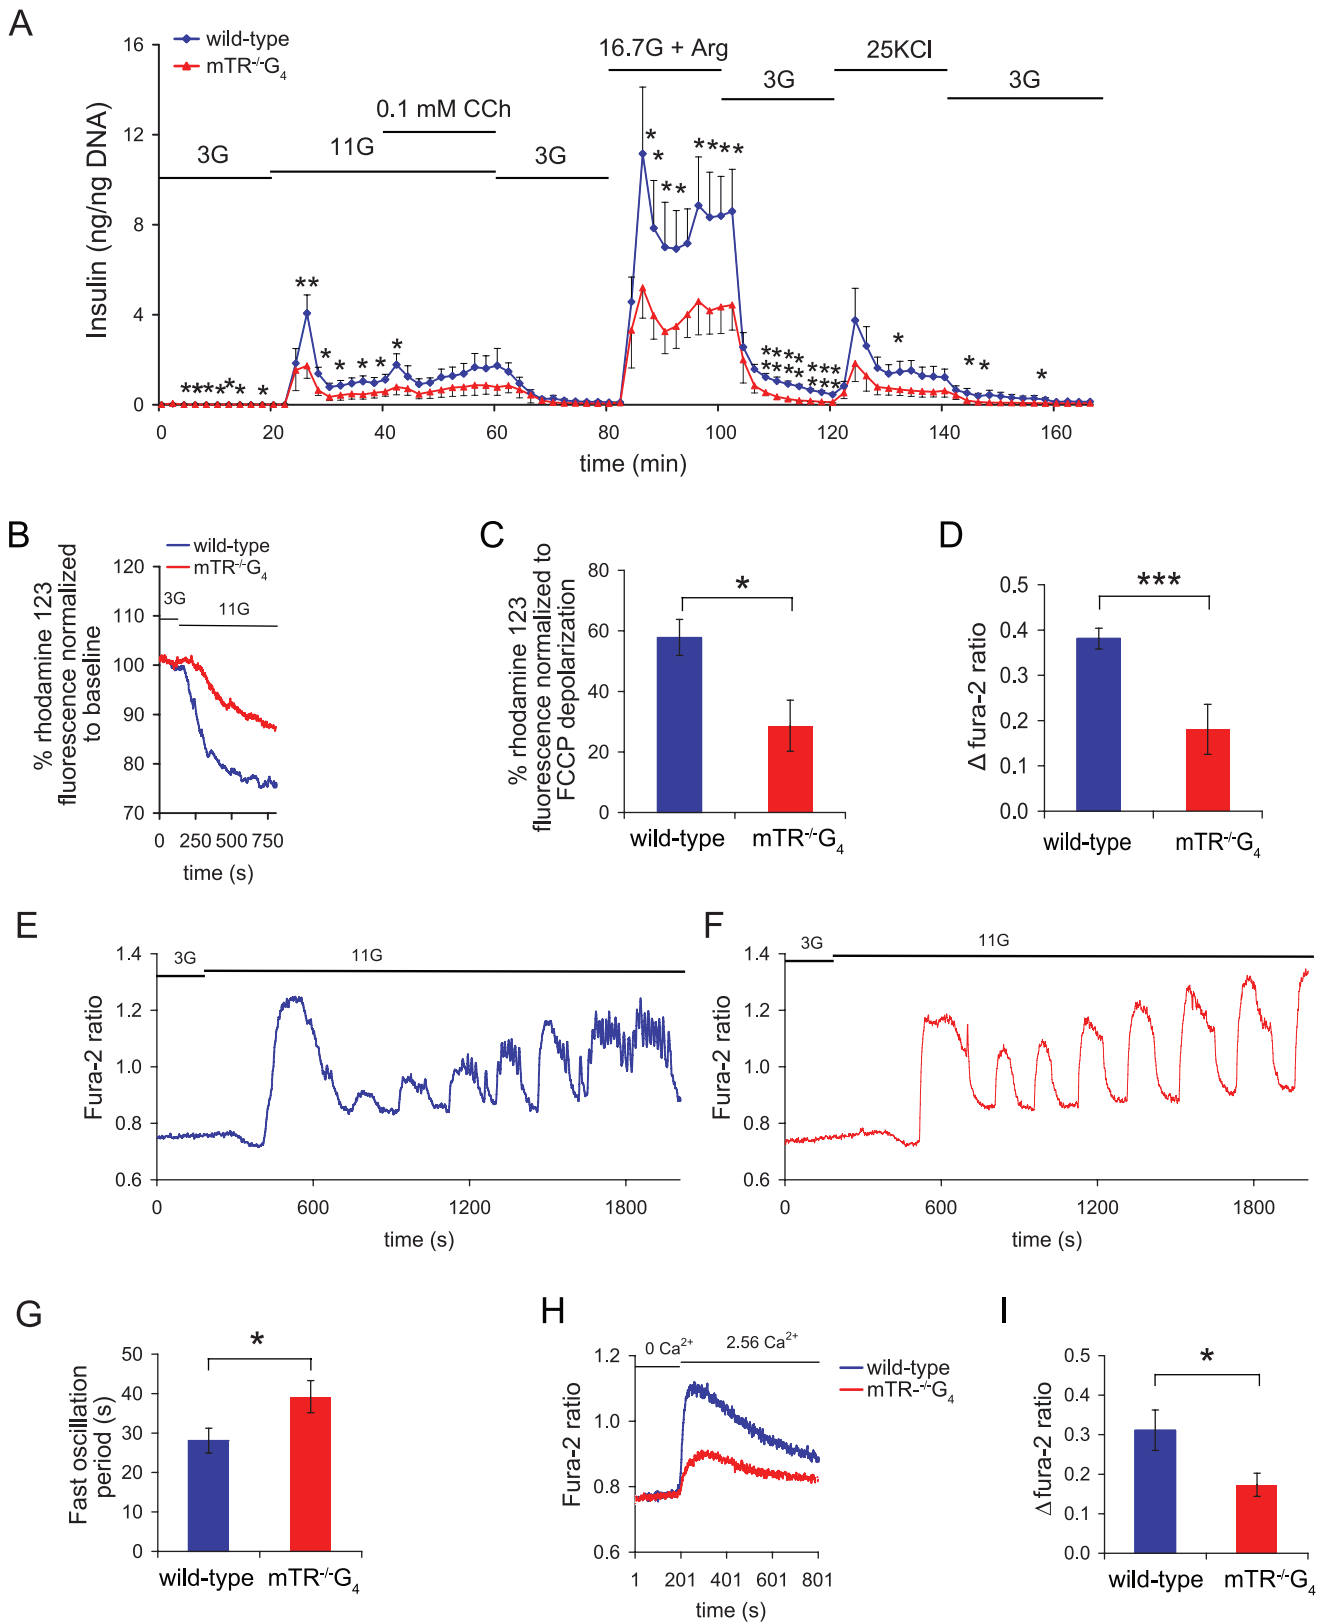 A
wild-type
mTR-/-G4
Insulin (ng/ng DNA)
16
12
8
4
0
3G
11G
0.1 mM CCh
3G
16.7G + Arg
3G
25KCl
3G
** * * * * *
* * * * ** * * * *
***** *
**** ***
**** ***
* * * *
0 20 40 60 80 100 120 140 160
time (min)
B
wild-type
mTR-/-G4
% rhodamine 123
fluorescence normalized
to baseline
120
110
100
90
80
70
3G
11G
0 250 500 750
time (s)
C
% rhodamine 123
fluorescence normalized to
FCCP depolarization
80
60
40
20
0
*
wild-type mTR-/-G4
D
Δ fura-2 ratio
0.5
0.4
0.3
0.2
0.1
0.0
***
wild-type mTR-/-G4
E
Fura-2 ratio
1.4
1.2
1.0
0.8
0.6
3G
11G
0 600 1200 1800
time (s)
F
Fura-2 ratio
1.4
1.2
1.0
0.8
0.6
3G
11G
0 600 1200 1800
time (s)
G
Fast oscillation
period (s)
50
40
30
20
10
0
*
wild-type mTR-/-G4
H
Fura-2 ratio
1.2
1.0
0.8
0.6
0 Ca2+
2.56 Ca2+
wild-type
mTR-/-G4
1 201 401 601 801
time (s)
I
Δ fura-2 ratio
0.5
0.4
0.3
0.2
0.1
0.0
*
wild-type mTR-/-G4